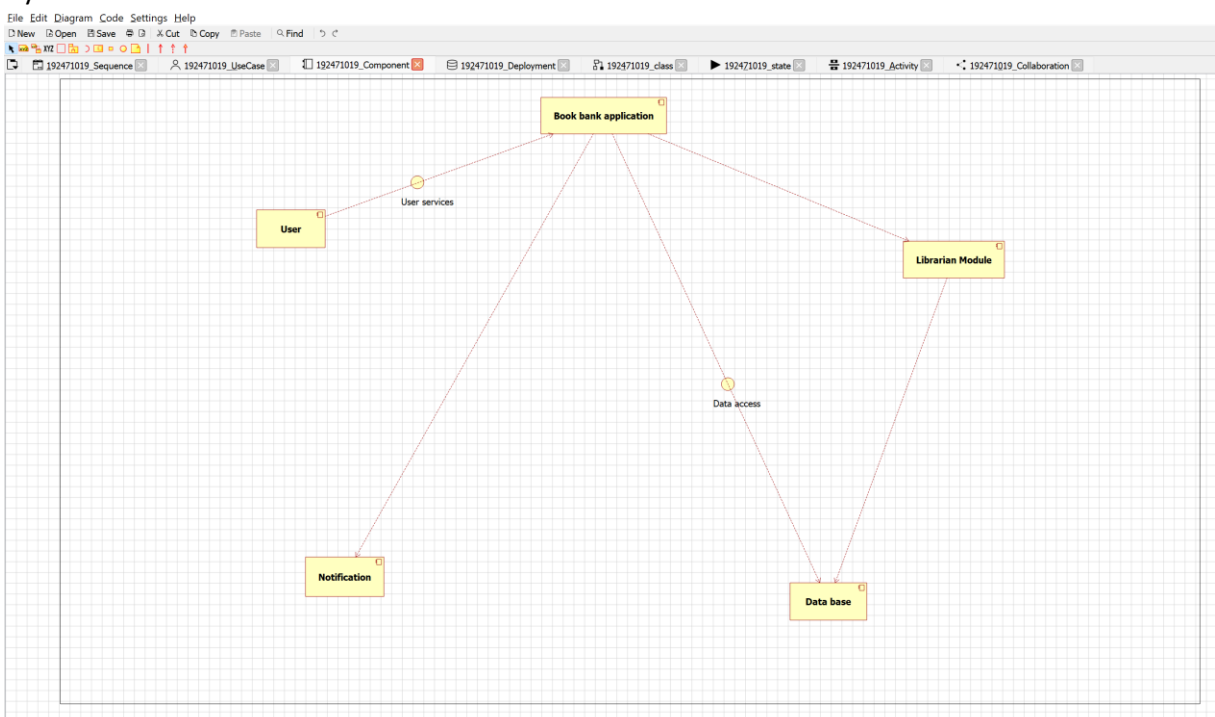 File Edit Diagram Code Settings Help
New Open Save Cut Copy Paste Find
XYZ
192471019_Sequence 192471019_UseCase 192471019_Component 192471019_Deployment 192471019_class 192471019_state 192471019_Activity 192471019_Collaboration
Book bank application
User services
User
Librarian Module
Data access
Notification
Data base